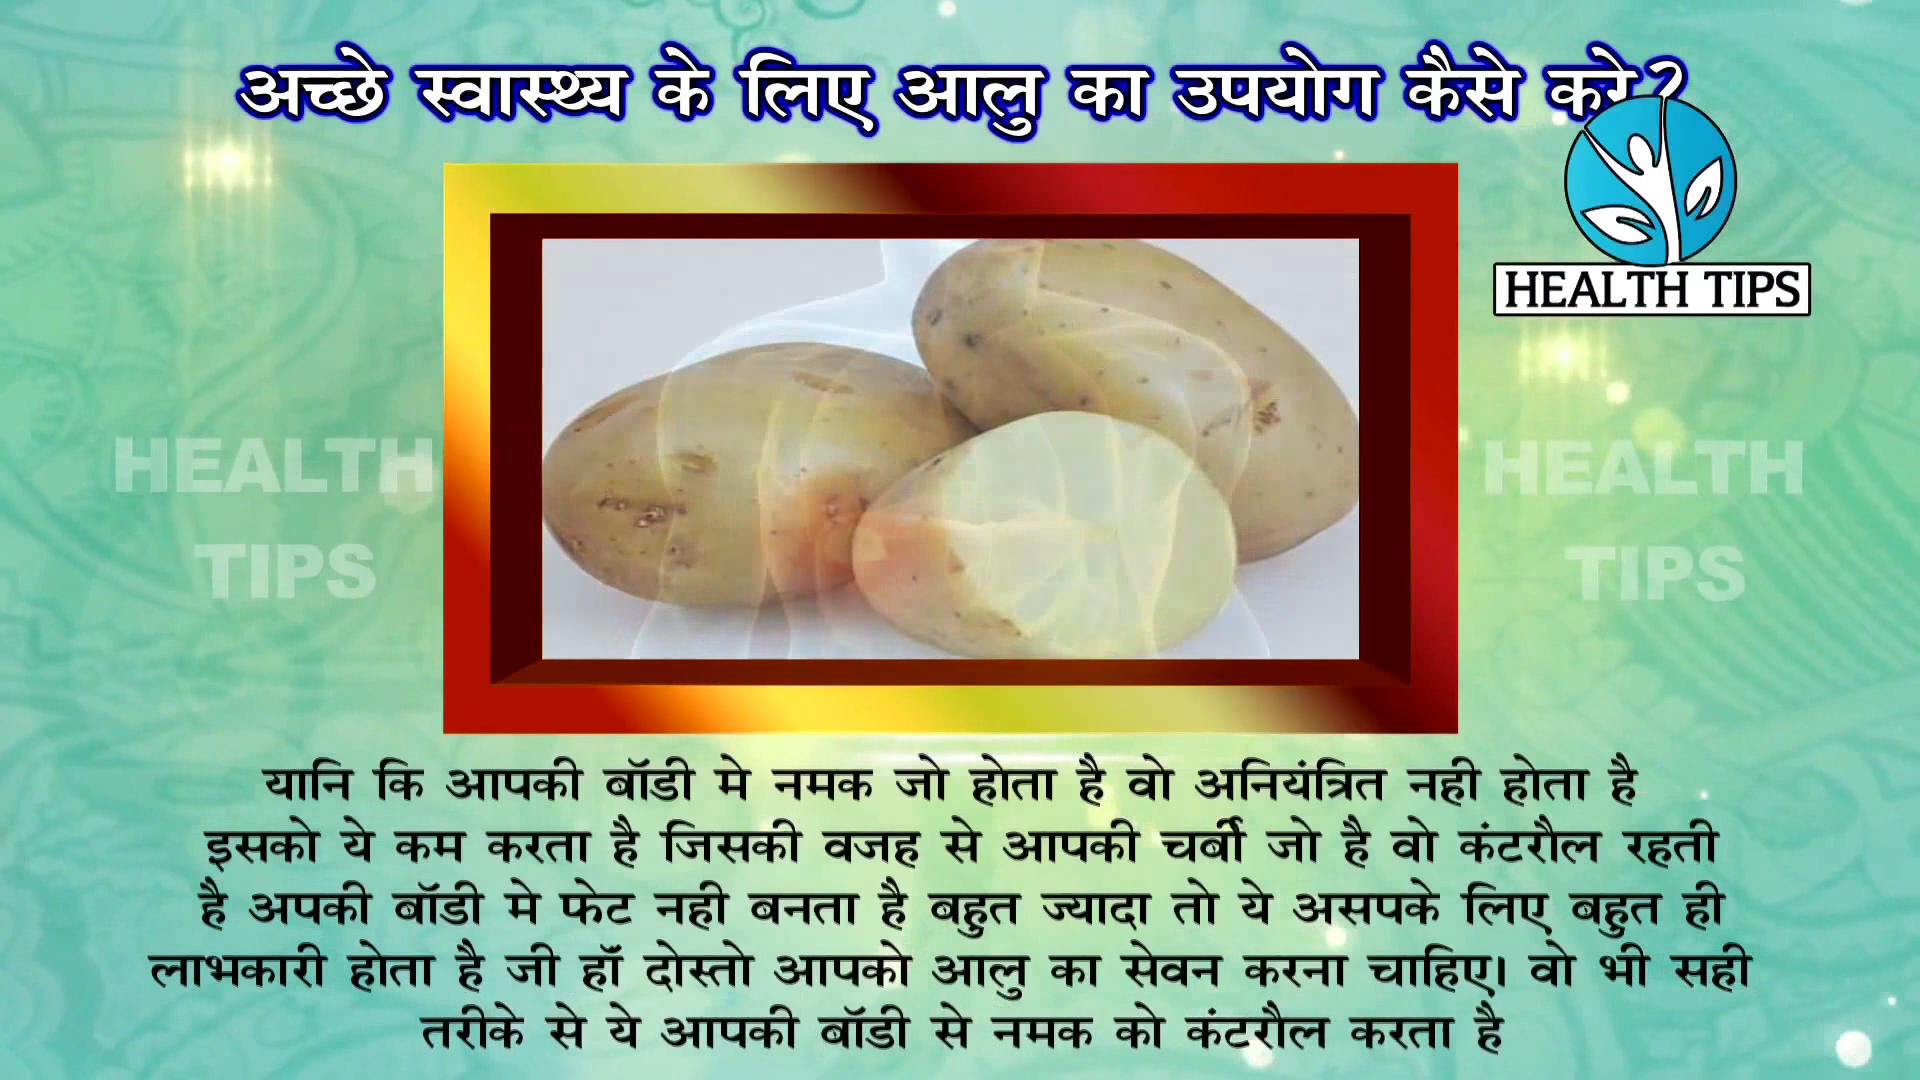 अच्छे स्वास्थ्य के लिए आलु का उपयोग कैसे करे?
HEALTH TIPS
HEALTH
TIPS
HEALTH
TIPS
यानि कि आपकी बॉडी मे नमक जो होता है वो अनियंत्रित नही होता है
इसको ये कम करता है जिसकी वजह से आपकी चर्बी जो है वो कंटरौल रहती
है अपकी बॉडी मे फेट नही बनता है बहुत ज्यादा तो ये असपके लिए बहुत ही
लाभकारी होता है जी हॉं दोस्तो आपको आलु का सेवन करना चाहिए। वो भी सही
तरीके से ये आपकी बॉडी से नमक को कंटरौल करता है